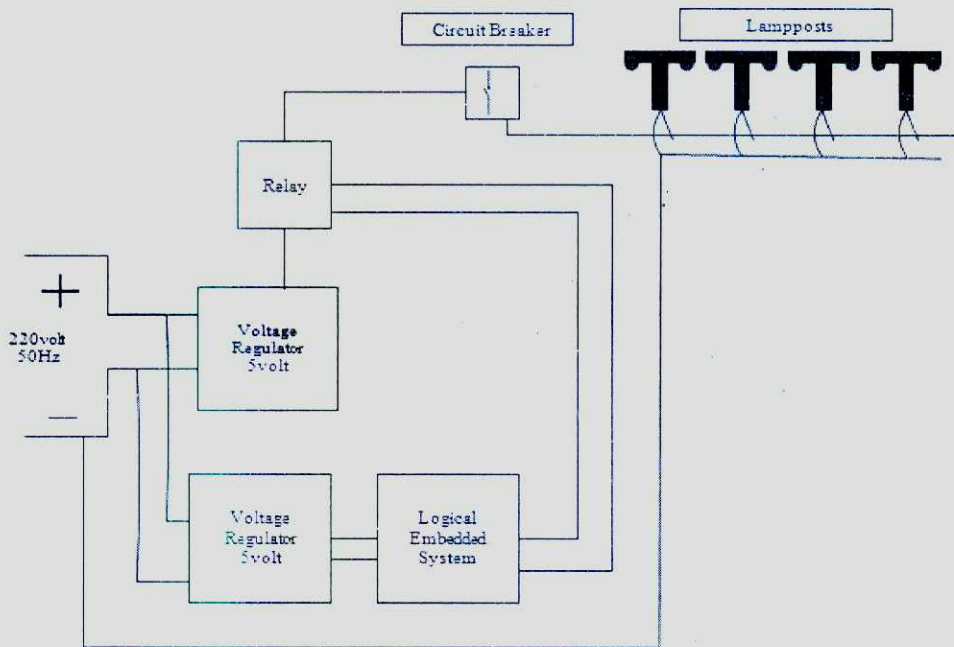 Circuit Breaker
Lampposts
Relay
+
220volt
50Hz
—
Voltage
Regulator
5volt
Voltage
Regulator
5volt
Logical
Embedded
System